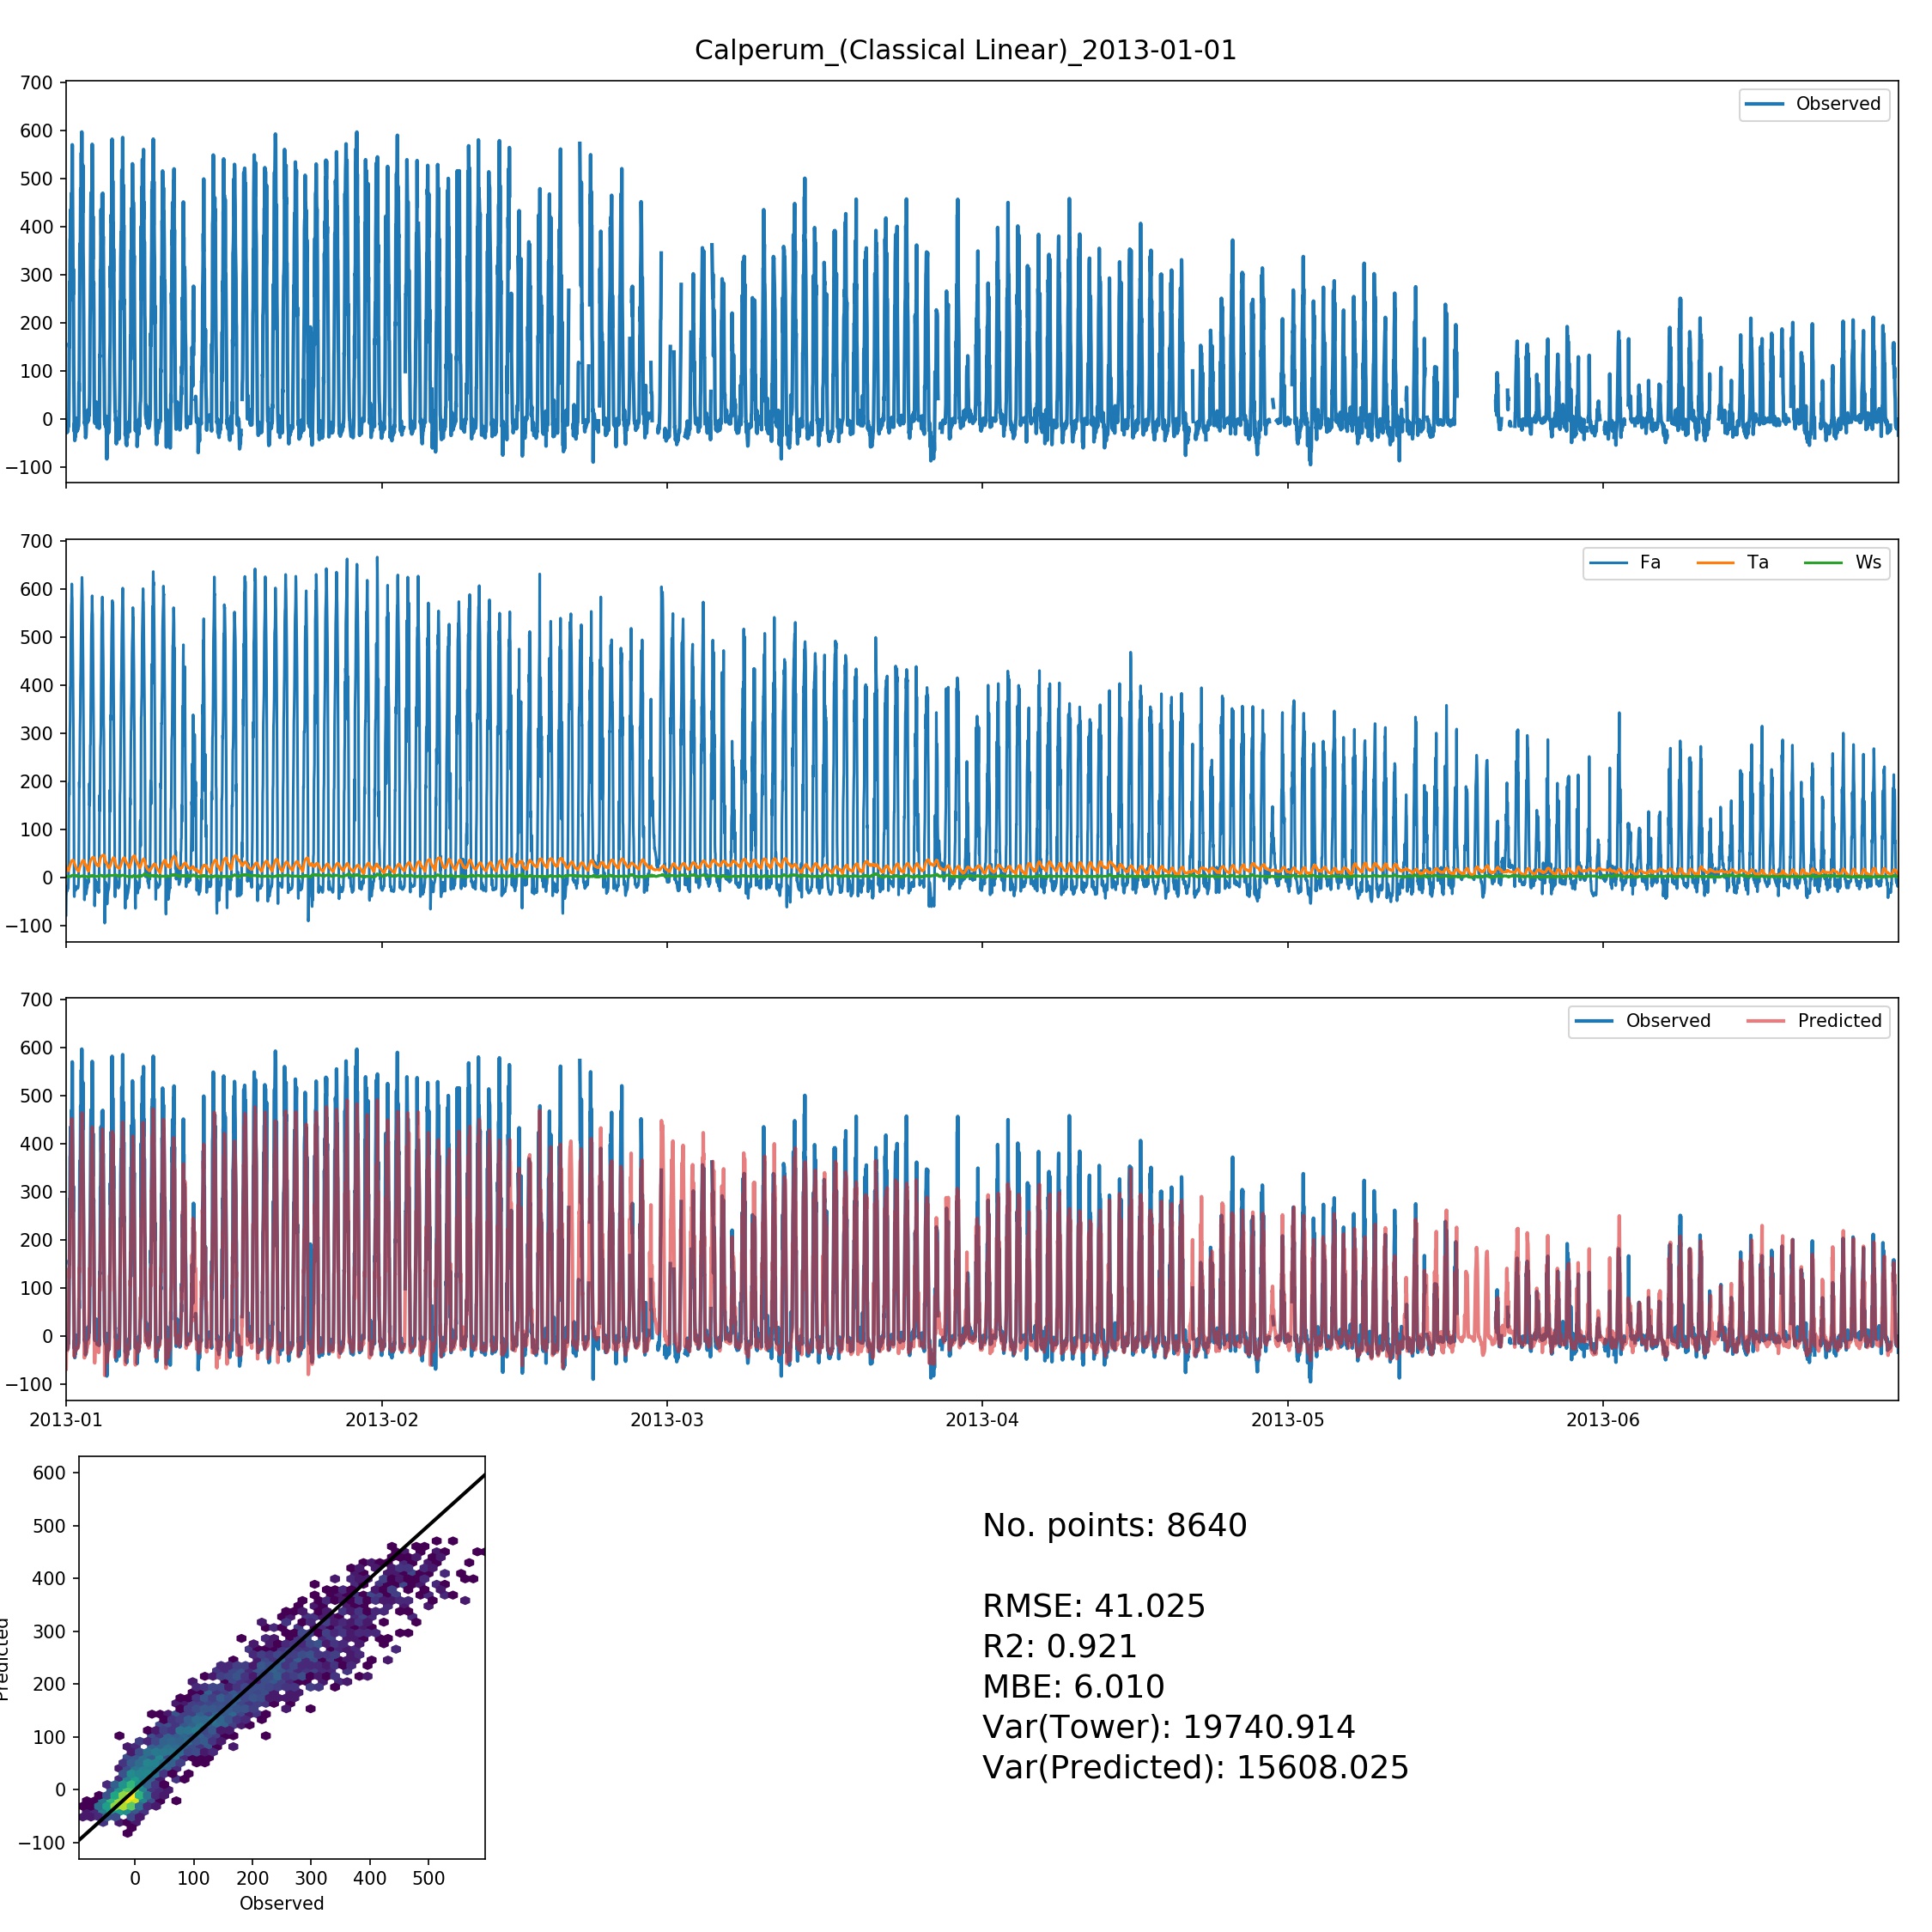 Calperum_(Classical Linear)_2013-01-01
700
600
500
400
300
200
100
0
−100
Observed
700
600
500
400
300
200
100
0
−100
Fa Ta Ws
700
600
500
400
300
200
100
0
−100
Observed Predicted
2013-01 2013-02 2013-03 2013-04 2013-05 2013-06
600
500
400
300
200
100
0
−100
Predicted
0 100 200 300 400 500
Observed
No. points: 8640
RMSE: 41.025
R2: 0.921
MBE: 6.010
Var(Tower): 19740.914
Var(Predicted): 15608.025